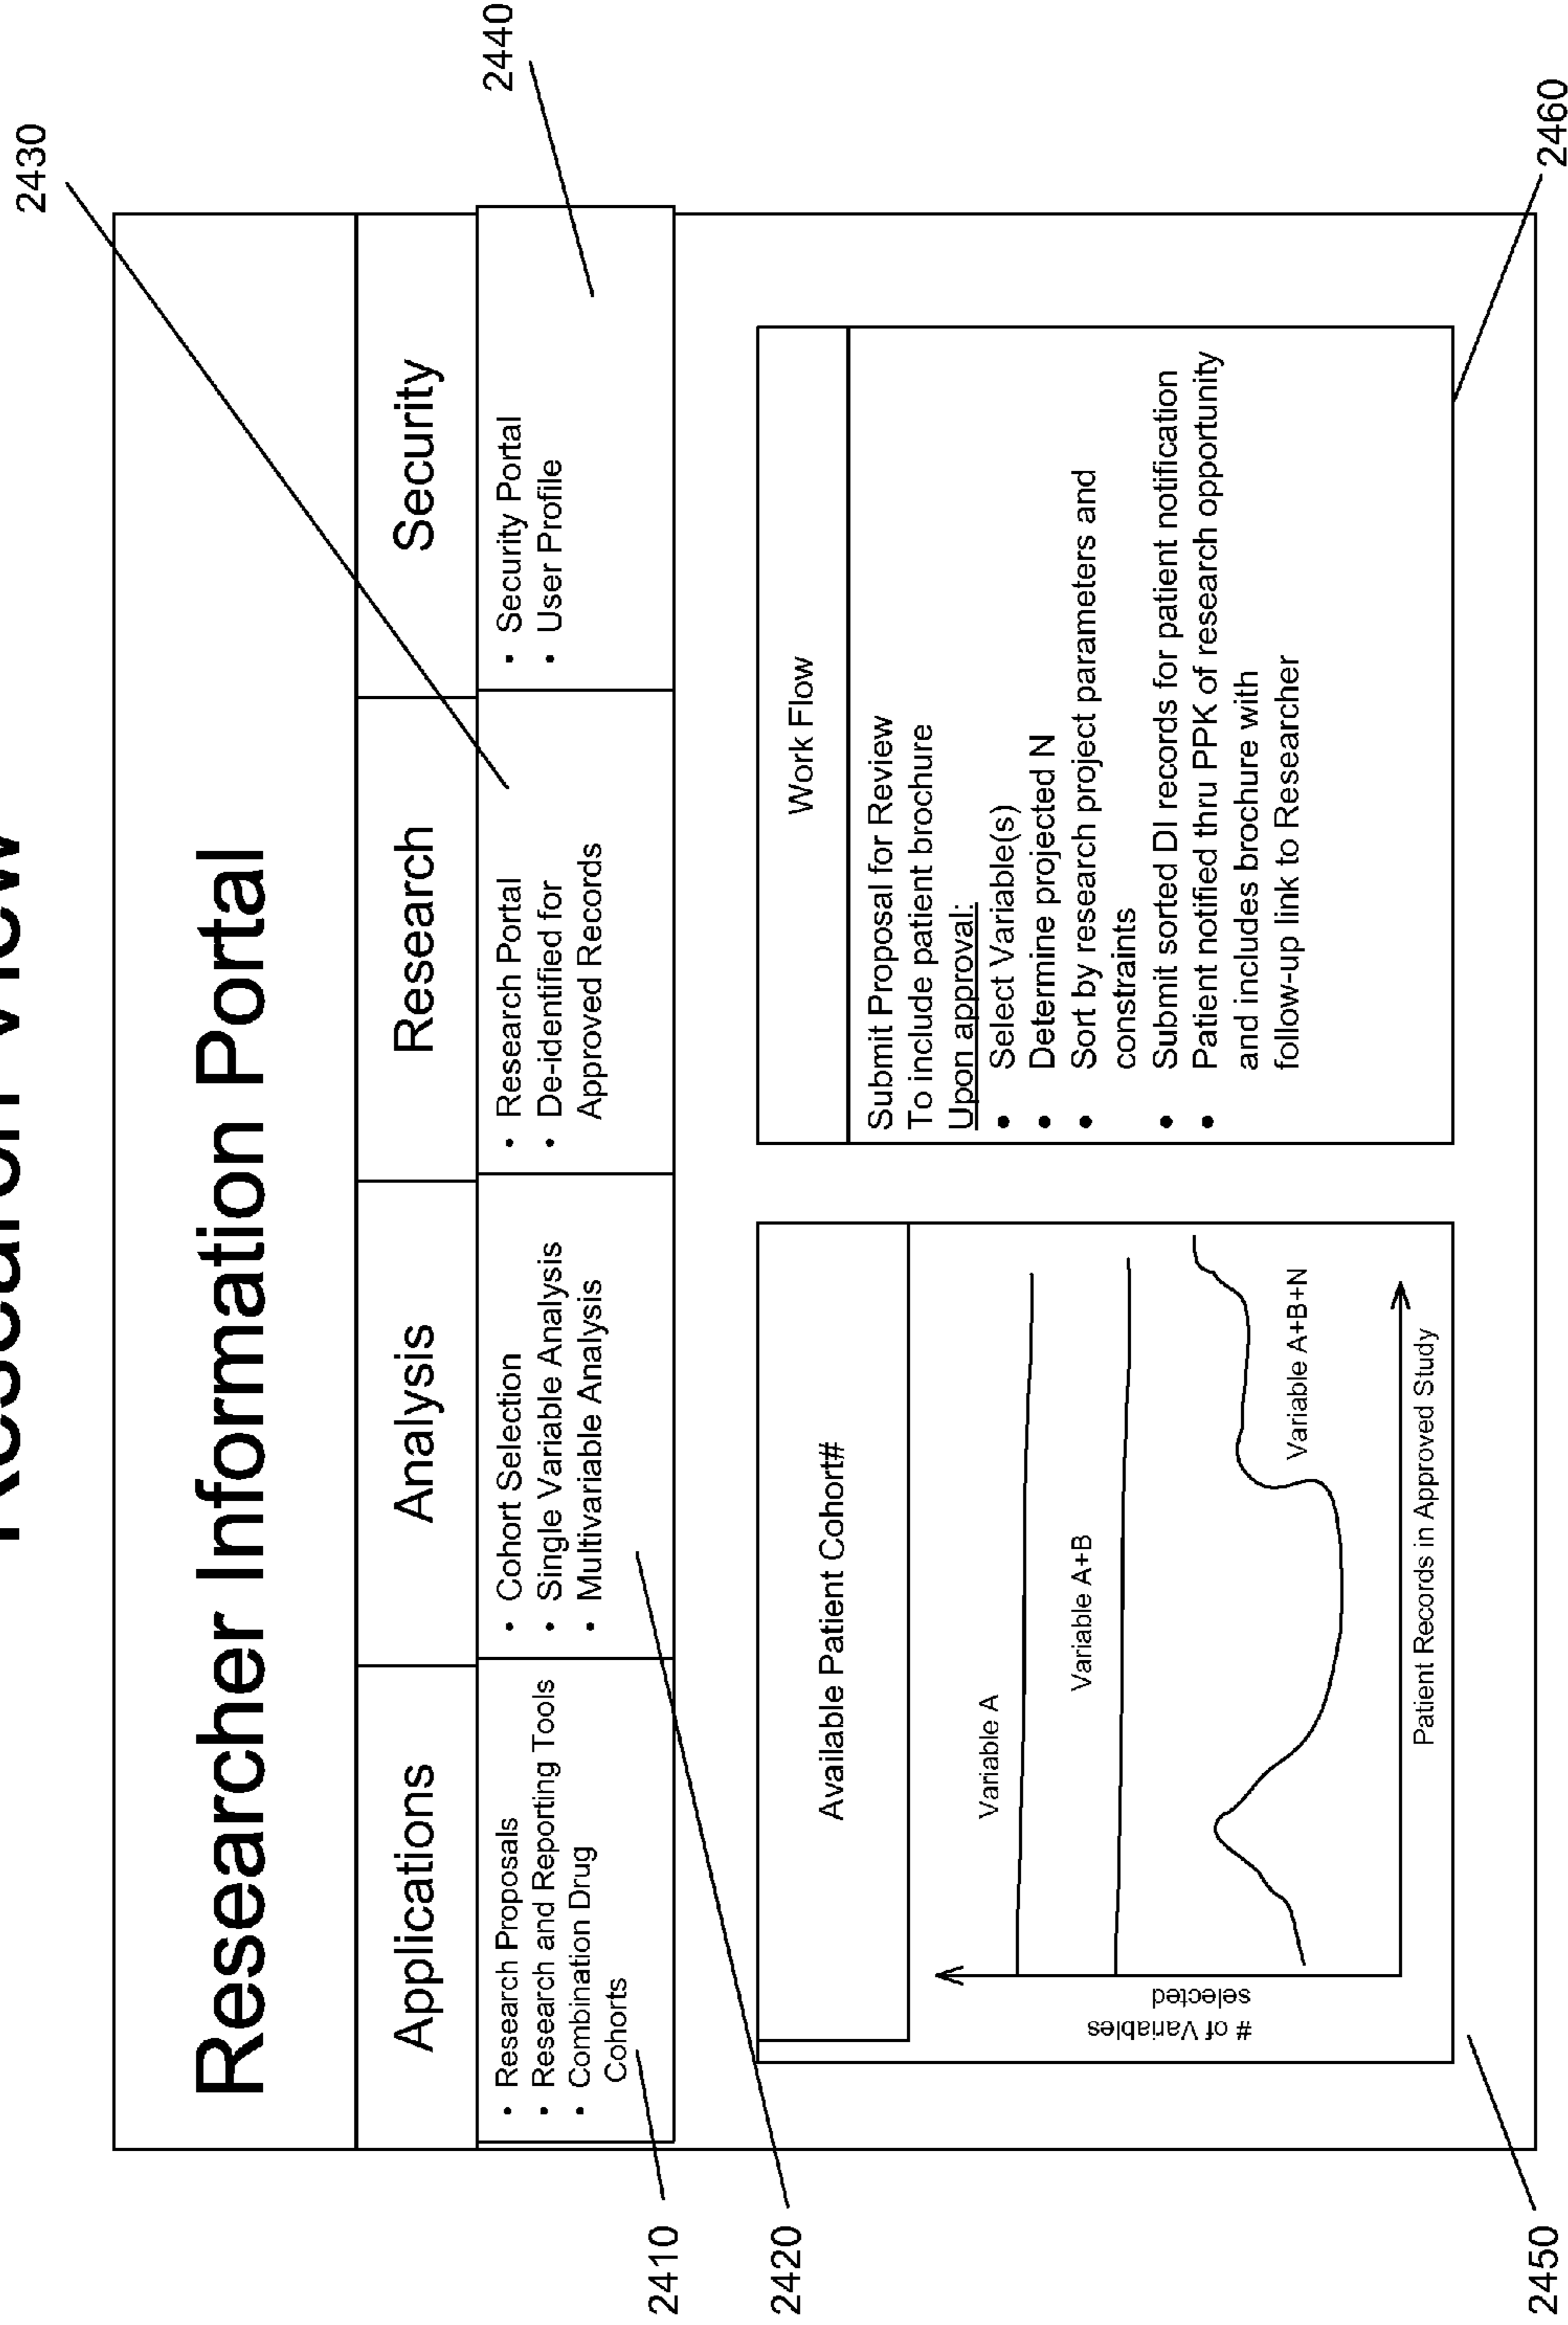 Research View
Researcher Information Portal
2430
2440
Applications
Analysis
Research
Security
• Research Proposals
• Research and Reporting Tools
• Combination Drug
Cohorts
• Cohort Selection
• Single Variable Analysis
• Multivariable Analysis
• Research Portal
• De-identified for
Approved Records
• Security Portal
• User Profile
2410
2420
Available Patient Cohort#
# of Variables
selected
Variable A
Variable A+B
Variable A+B+N
Patient Records in Approved Study
2450
Work Flow
Submit Proposal for Review
To include patient brochure
Upon approval:
• Select Variable(s)
• Determine projected N
• Sort by research project parameters and
constraints
• Submit sorted DI records for patient notification
• Patient notified thru PPK of research opportunity
and includes brochure with
follow-up link to Researcher
2460